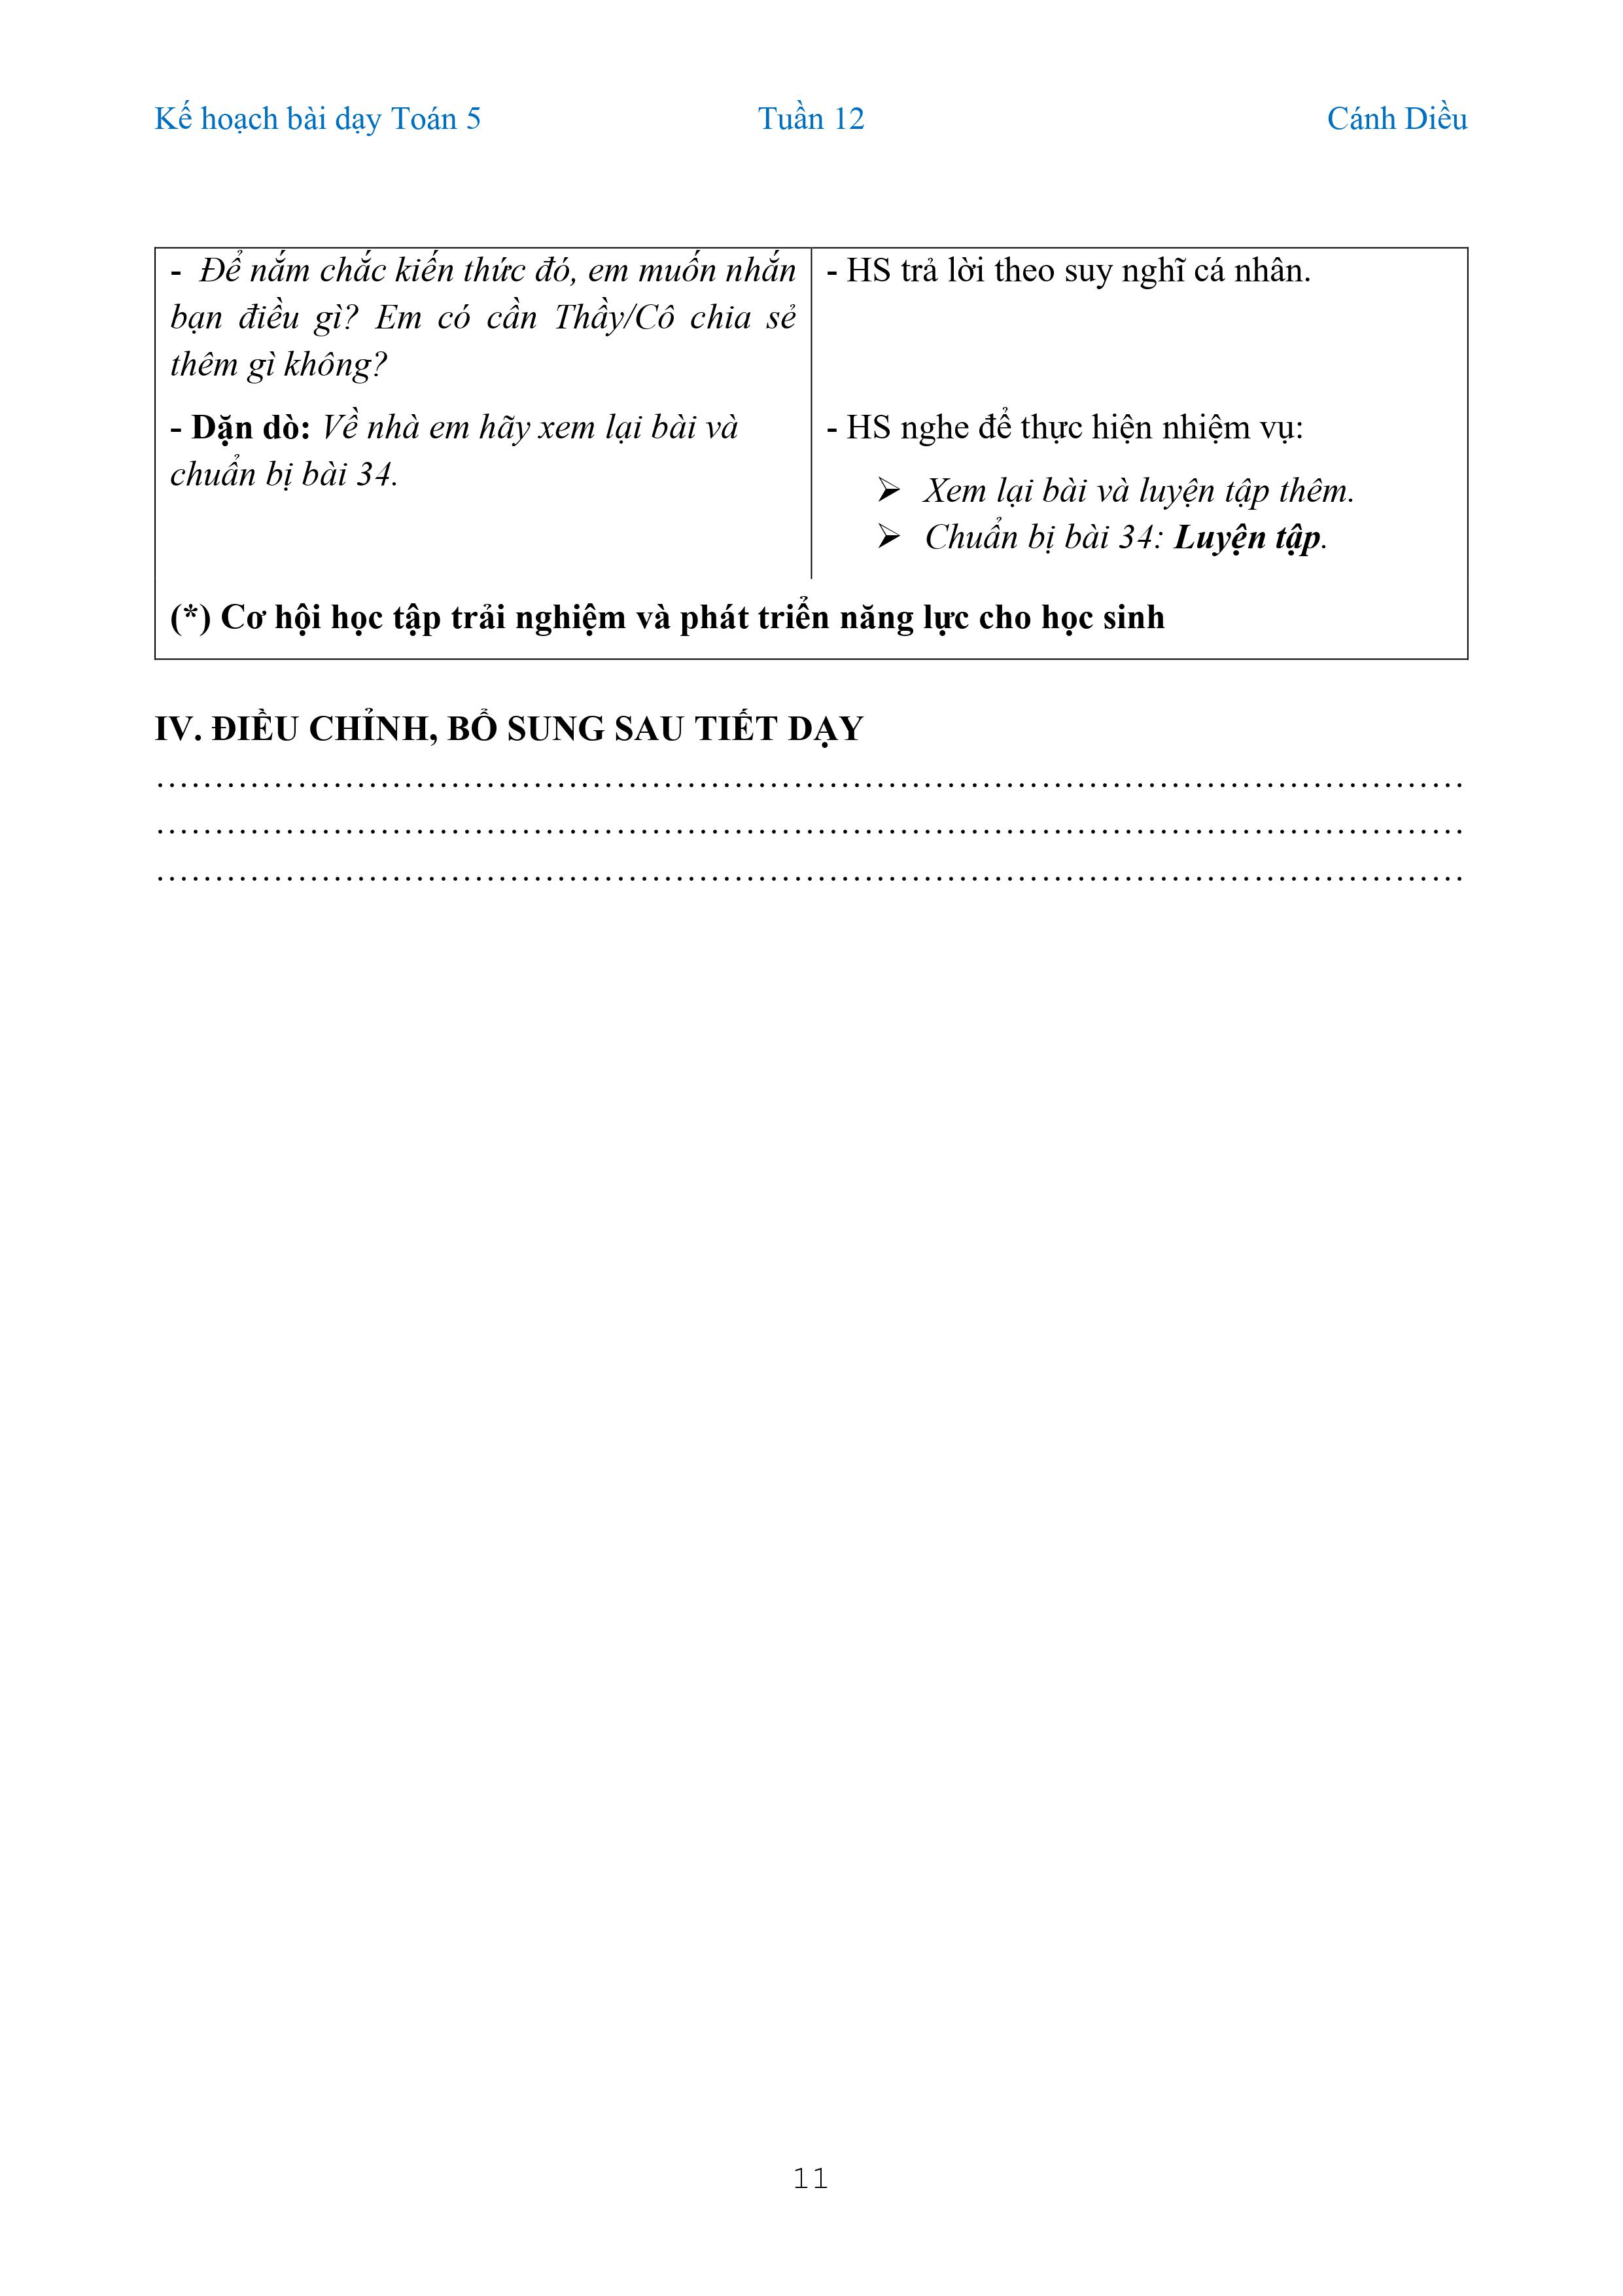 Kế hoạch bài dạy Toán 5 Tuần 12 Cánh Diều
- Để nắm chắc kiến thức đó, em muốn nhắn
bạn điều gì? Em có cần Thầy/Cô chia sẻ
thêm gì không?
- HS trả lời theo suy nghĩ cá nhân.
- Dặn dò: Về nhà em hãy xem lại bài và
chuẩn bị bài 34.
- HS nghe để thực hiện nhiệm vụ:
➢ Xem lại bài và luyện tập thêm.
➢ Chuẩn bị bài 34: Luyện tập.
(*) Cơ hội học tập trải nghiệm và phát triển năng lực cho học sinh
IV. ĐIỀU CHỈNH, BỔ SUNG SAU TIẾT DẠY
………………………………………………………………………………………………
………………………………………………………………………………………………
………………………………………………………………………………………………
11